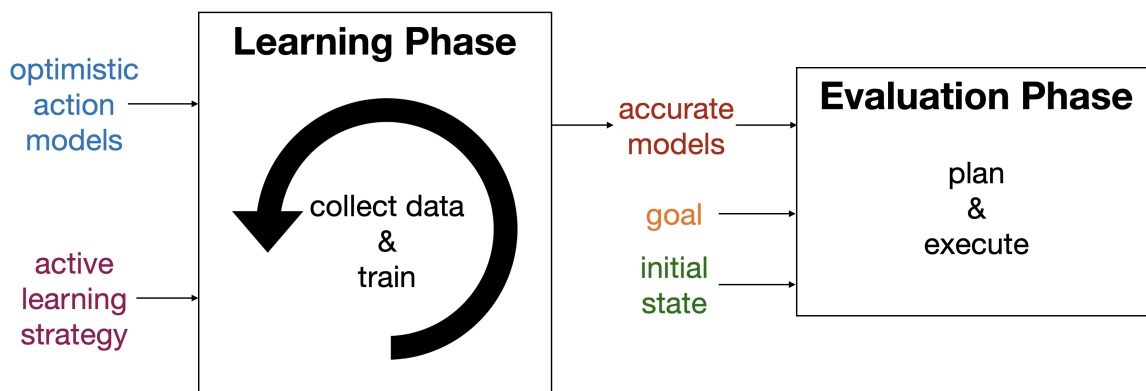 optimistic
action
models
active
learning
strategy
Learning Phase
collect data
&
train
accurate
models
goal
initial
state
Evaluation Phase
plan
&
execute